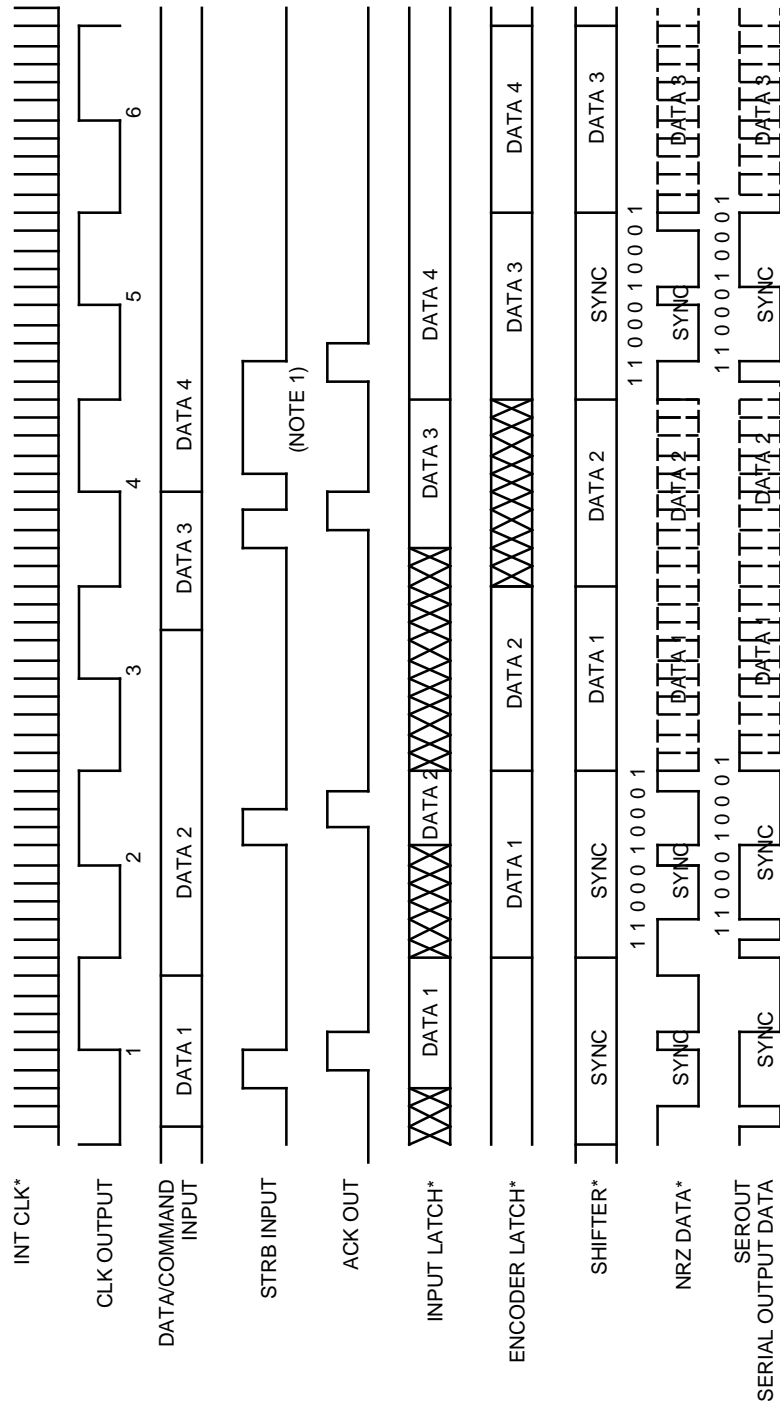 INT CLK*
CLK OUTPUT
1 2 3 4 5 6
DATA/COMMAND
INPUT
DATA 1 DATA 2 DATA 3 DATA 4
STRB INPUT
(NOTE 1)
ACK OUT
INPUT LATCH*
DATA 1 DATA 2 DATA 3 DATA 4
ENCODER LATCH*
DATA 1 DATA 2 DATA 3 DATA 4
SHIFTER*
SYNC SYNC DATA 1 DATA 2 SYNC DATA 3
1 1 0 0 0 1 0 0 0 1 1 1 0 0 0 1 0 0 0 1
NRZ DATA*
SYNC SYNC DATA 1 DATA 2 SYNC DATA 3
1 1 0 0 0 1 0 0 0 1 1 1 0 0 0 1 0 0 0 1
SEROUT
SERIAL OUTPUT DATA
SYNC SYNC DATA 1 DATA 2 SYNC DATA 3